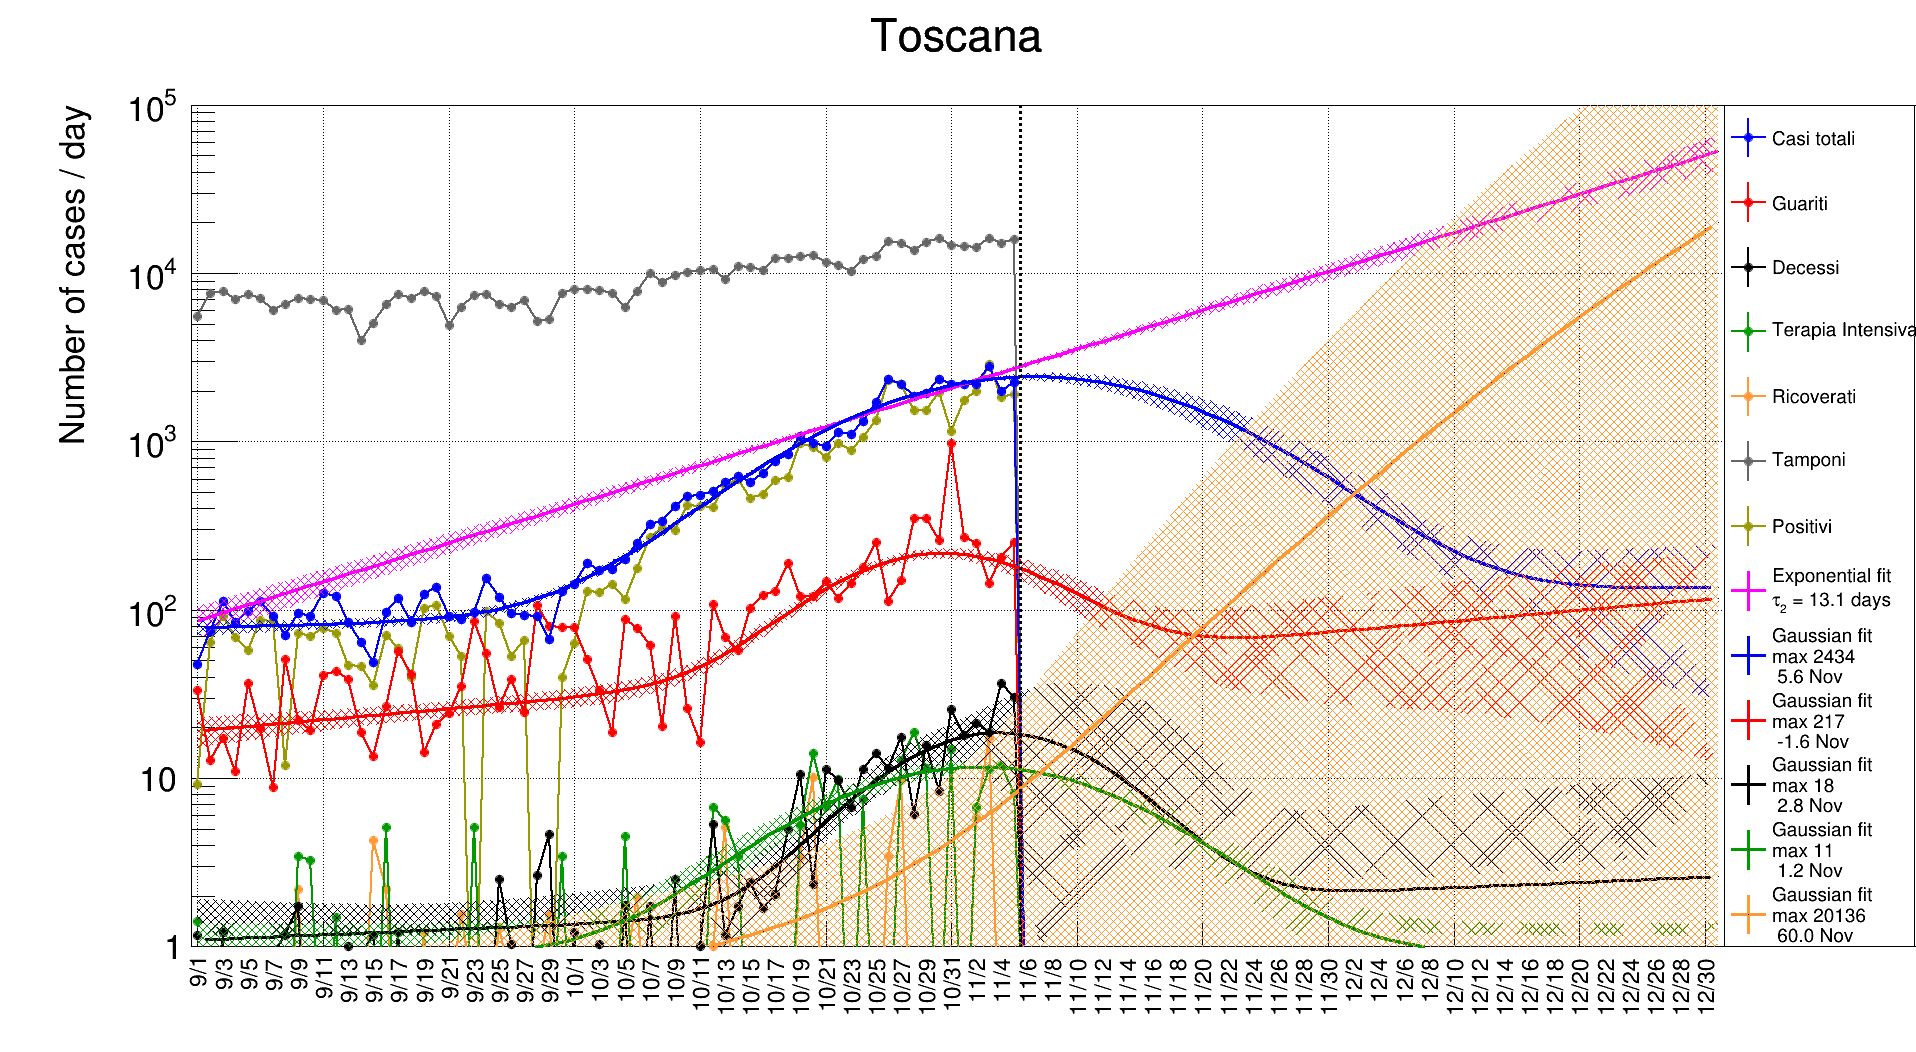 Toscana
Number of cases / day
10^5
10^4
10^3
10^2
10
1
9/1
9/3
9/5
9/7
9/9
9/11
9/13
9/15
9/17
9/19
9/21
9/23
9/25
9/27
9/29
10/1
10/3
10/5
10/7
10/9
10/11
10/13
10/15
10/17
10/19
10/21
10/23
10/25
10/27
10/29
10/31
11/2
11/4
11/6
11/8
11/10
11/12
11/14
11/16
11/18
11/20
11/22
11/24
11/26
11/28
11/30
12/2
12/4
12/6
12/8
12/10
12/12
12/14
12/16
12/18
12/20
12/22
12/24
12/26
12/28
12/30
Casi totali
Guariti
Decessi
Terapia Intensiva
Ricoverati
Tamponi
Positivi
Exponential fit
τ₂ = 13.1 days
Gaussian fit
max 2434
5.6 Nov
Gaussian fit
max 217
-1.6 Nov
Gaussian fit
max 18
2.8 Nov
Gaussian fit
max 11
1.2 Nov
Gaussian fit
max 20136
60.0 Nov